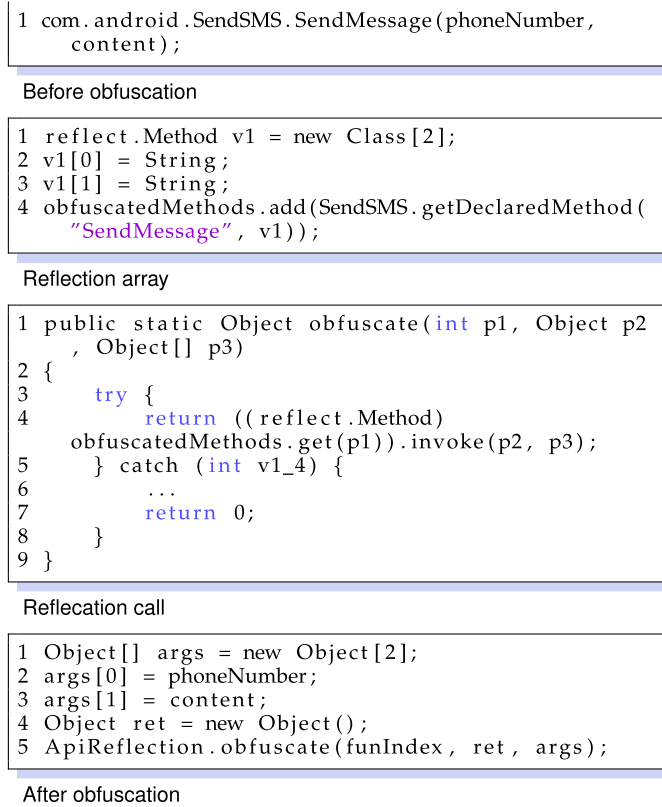 1 com.android.SendSMS.SendMessage(phoneNumber,
content);
Before obfuscation
1 reflect.Method v1 = new Class[2];
2 v1[0] = String;
3 v1[1] = String;
4 obfuscatedMethods.add(SendSMS.getDeclaredMethod(
"SendMessage", v1));
Reflection array
1 public static Object obfuscate(int p1, Object p2
, Object[] p3)
2 {
3 try {
4 return ((reflect.Method)
obfuscatedMethods.get(p1)).invoke(p2, p3);
5 } catch (int v1_4) {
6 ...
7 return 0;
8 }
9 }
Reflecation call
1 Object[] args = new Object[2];
2 args[0] = phoneNumber;
3 args[1] = content;
4 Object ret = new Object();
5 ApiReflection.obfuscate(funIndex, ret, args);
After obfuscation